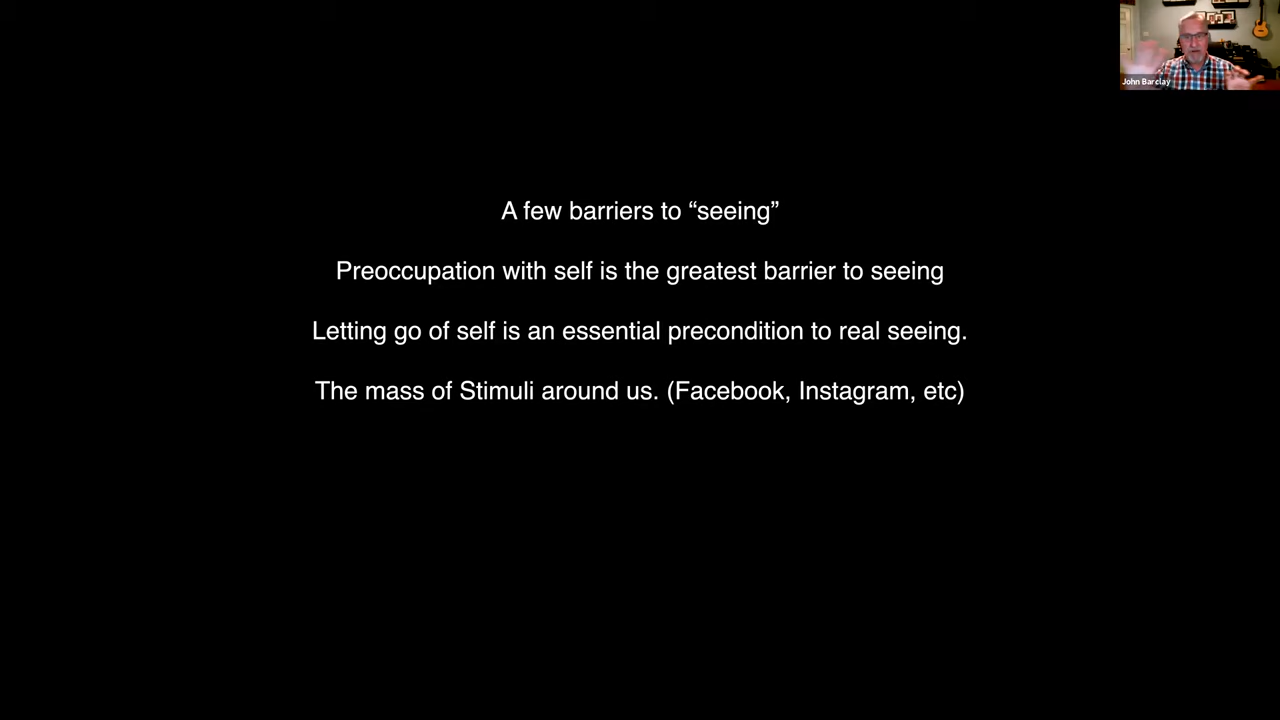 John Barclay
A few barriers to “seeing”
Preoccupation with self is the greatest barrier to seeing
Letting go of self is an essential precondition to real seeing.
The mass of Stimuli around us. (Facebook, Instagram, etc)